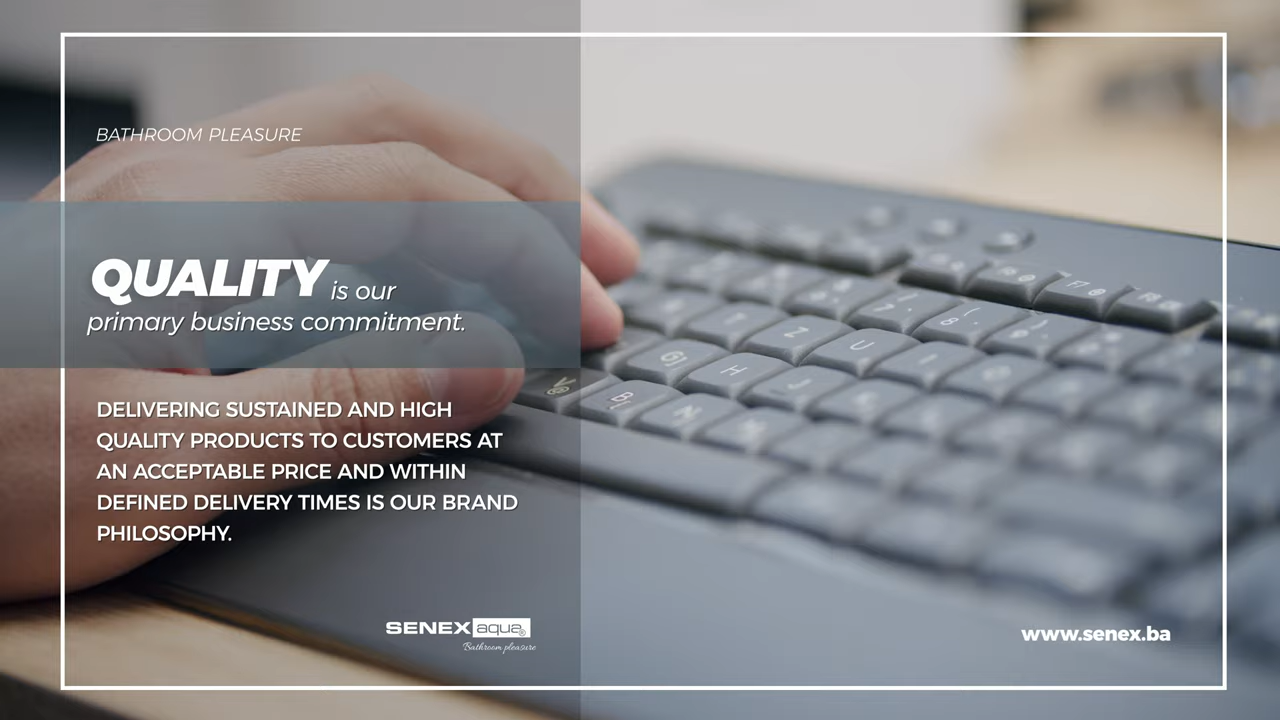 BATHROOM PLEASURE
QUALITY is our
primary business commitment.
DELIVERING SUSTAINED AND HIGH
QUALITY PRODUCTS TO CUSTOMERS AT
AN ACCEPTABLE PRICE AND WITHIN
DEFINED DELIVERY TIMES IS OUR BRAND
PHILOSOPHY.
SENEX aqua®
Bathroom pleasure
www.senex.ba
Z U
H